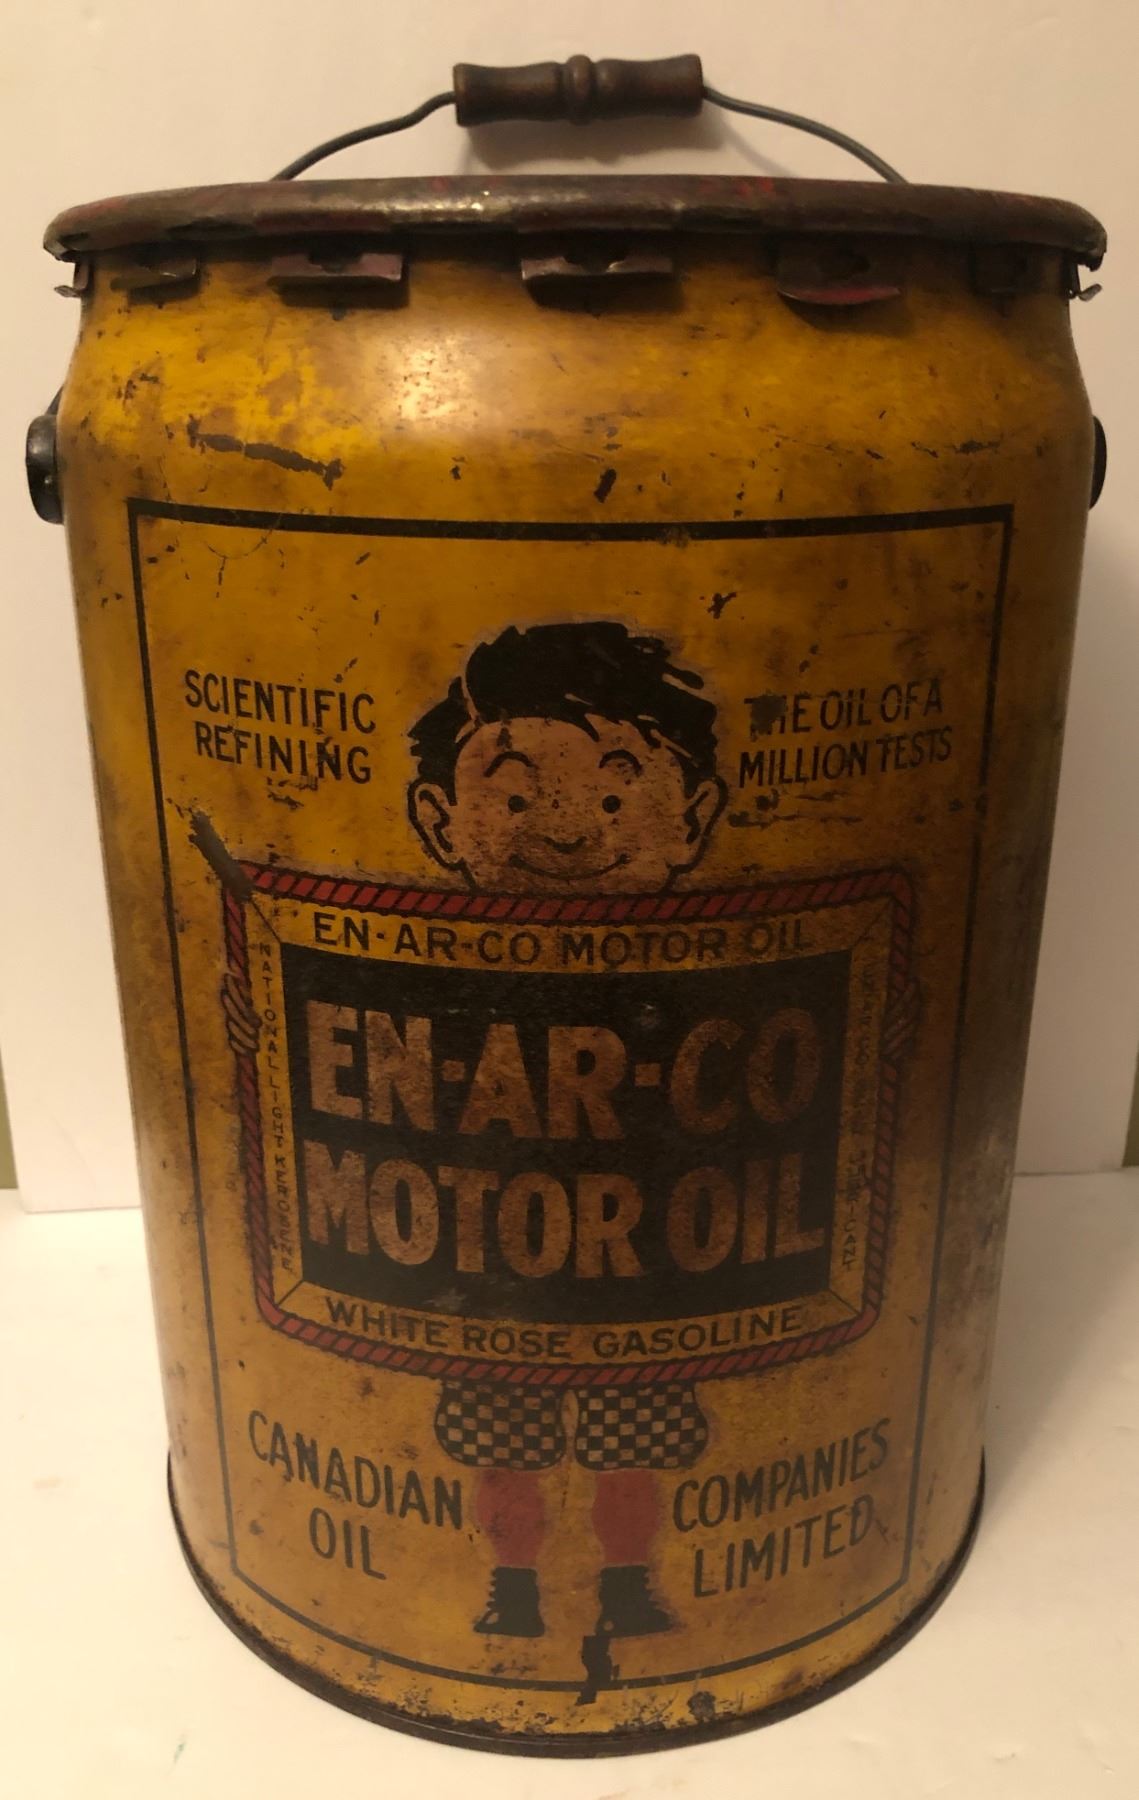 SCIENTIFIC
REFINING
THE OIL OF A
MILLION TESTS
EN-AR-CO MOTOR OIL
NATIONAL LIGHT KEROSENE
EN-AR-CO
MOTOR OIL
WHITE ROSE GASOLINE
CANADIAN
OIL
COMPANIES
LIMITED